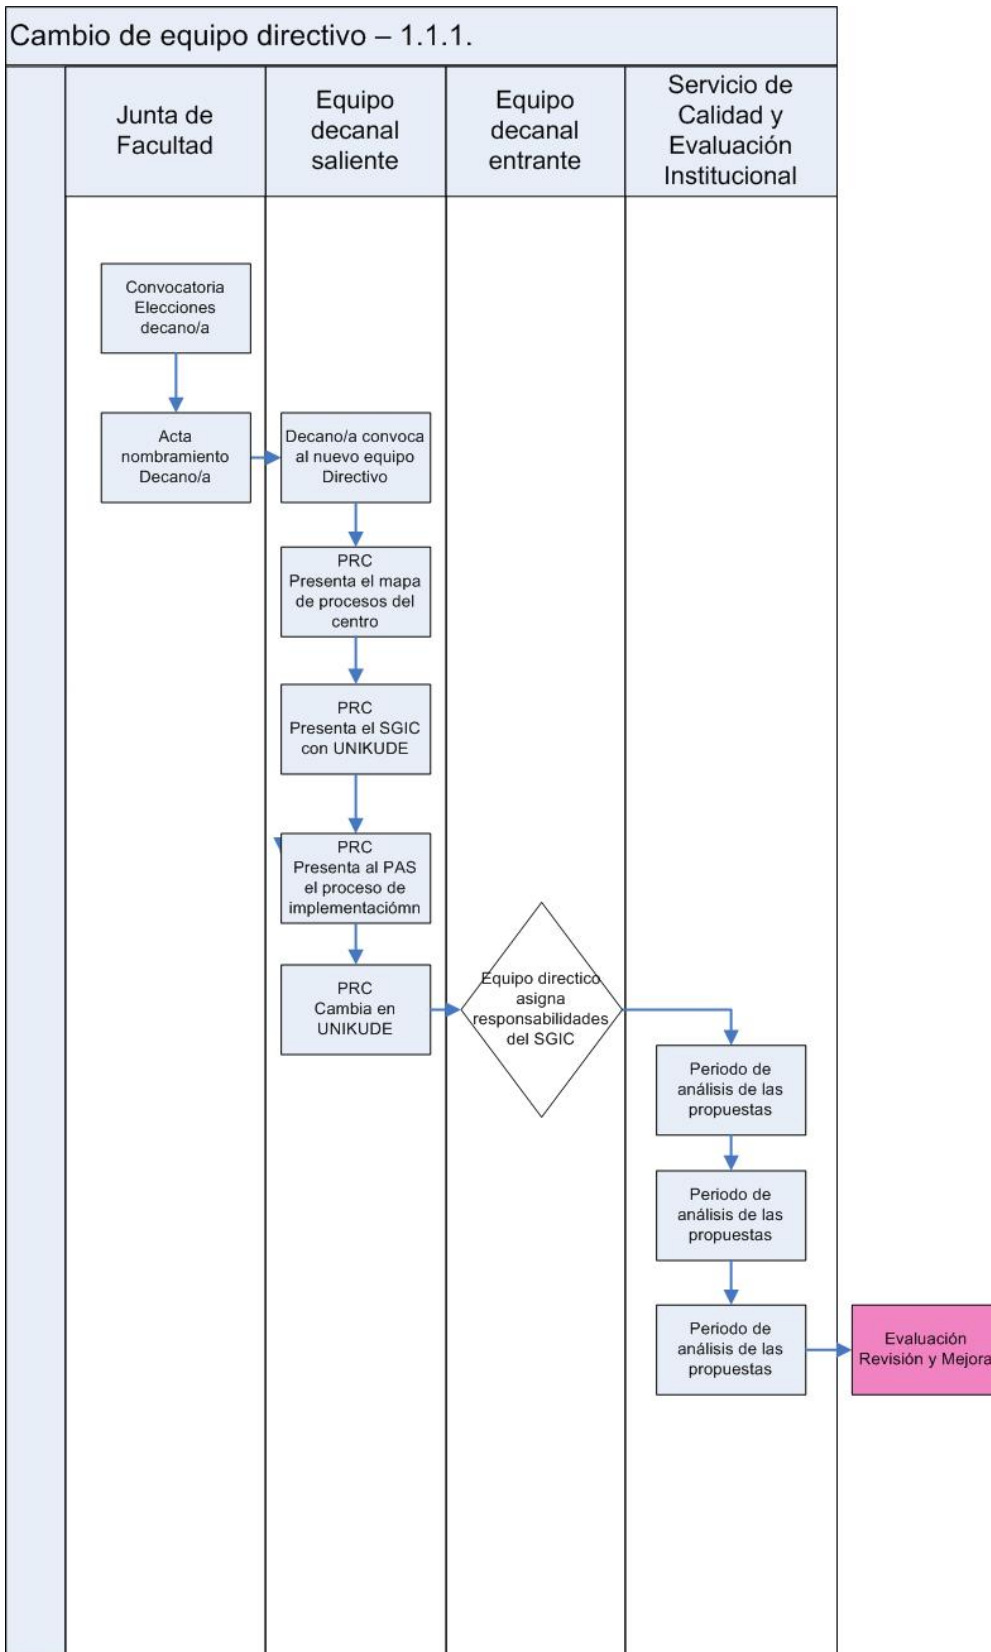 Cambio de equipo directivo – 1.1.1.
Junta de
Facultad
Equipo
decanal
saliente
Equipo
decanal
entrante
Servicio de
Calidad y
Evaluación
Institucional
Convocatoria
Elecciones
decano/a
Acta
nombramiento
Decano/a
Decano/a convoca
al nuevo equipo
Directivo
PRC
Presenta el mapa
de procesos del
centro
PRC
Presenta el SGIC
con UNIKUDE
PRC
Presenta al PAS
el proceso de
implementaciómn
PRC
Cambia en
UNIKUDE
Equipo directico
asigna
responsabilidades
del SGIC
Periodo de
análisis de las
propuestas
Periodo de
análisis de las
propuestas
Periodo de
análisis de las
propuestas
Evaluación
Revisión y Mejora